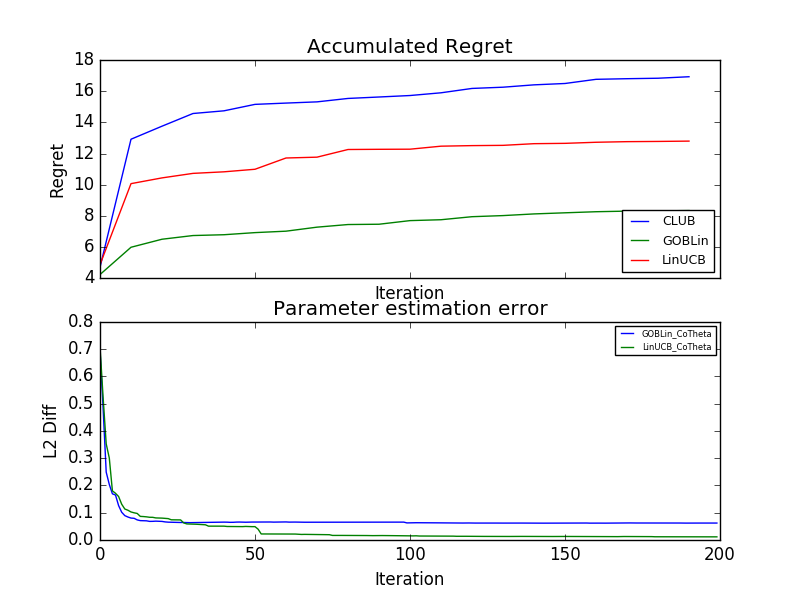 Accumulated Regret
18
16
14
12
10
8
6
4
Regret
CLUB
GOBLin
LinUCB
Iteration
Parameter estimation error
0.8
0.7
0.6
0.5
0.4
0.3
0.2
0.1
0.0
L2 Diff
GOBLin_CoTheta
LinUCB_CoTheta
0 50 100 150 200
Iteration